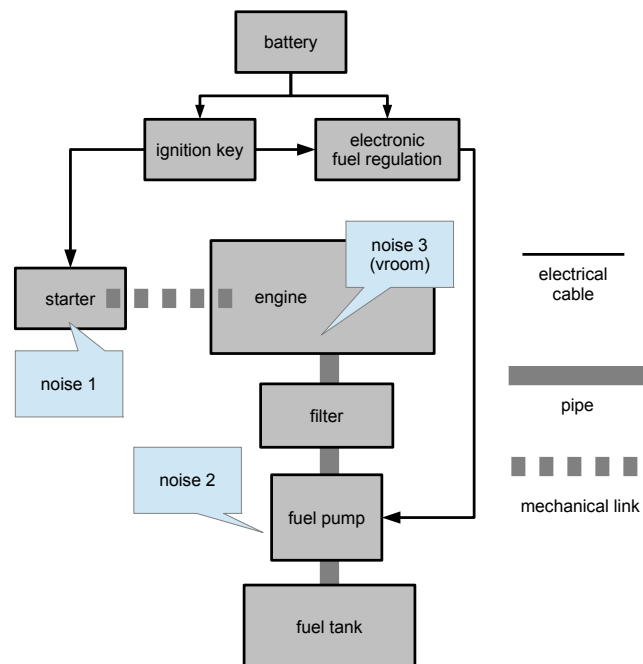 battery
ignition key
electronic
fuel regulation
noise 3
(vroom)
starter
engine
electrical
cable
noise 1
filter
pipe
noise 2
fuel pump
mechanical link
fuel tank